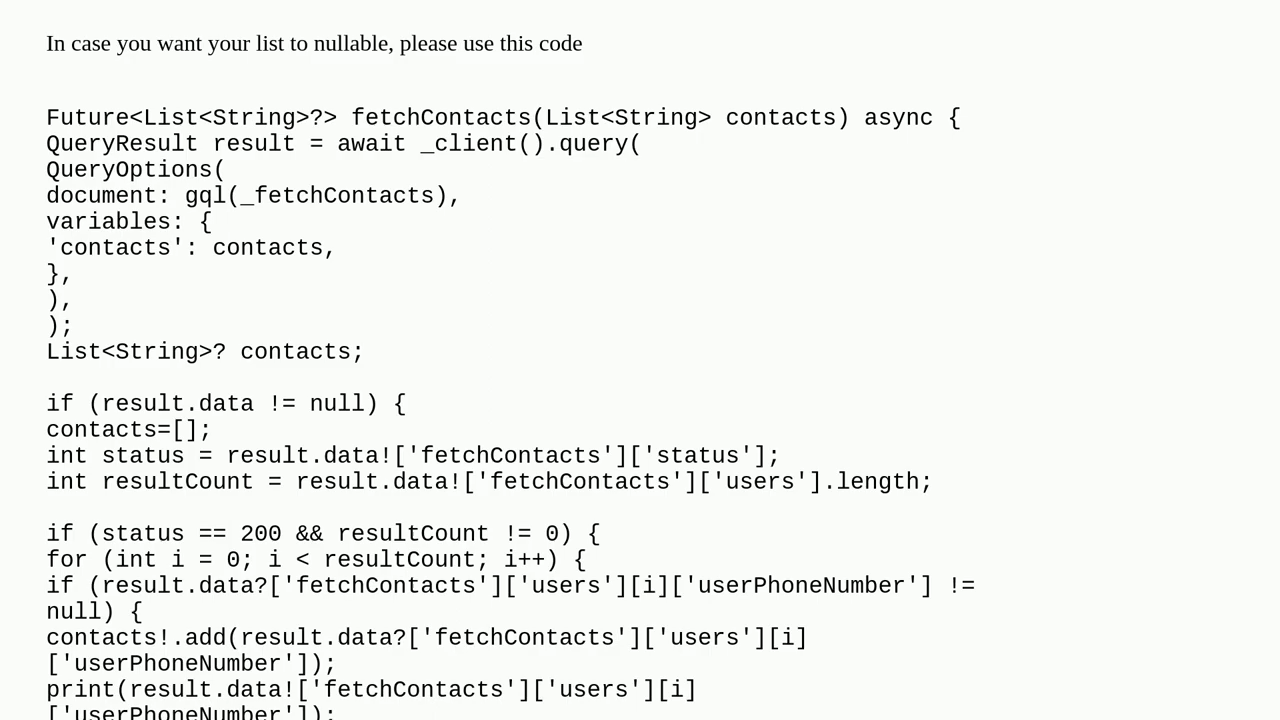 In case you want your list to nullable, please use this code
Future<List<String>?> fetchContacts(List<String> contacts) async {
QueryResult result = await _client().query(
QueryOptions(
document: gql(_fetchContacts),
variables: {
'contacts': contacts,
},
),
);
List<String>? contacts;
if (result.data != null) {
contacts=[];
int status = result.data!['fetchContacts']['status'];
int resultCount = result.data!['fetchContacts']['users'].length;
if (status == 200 && resultCount != 0) {
for (int i = 0; i < resultCount; i++) {
if (result.data?['fetchContacts']['users'][i]['userPhoneNumber'] !=
null) {
contacts!.add(result.data?['fetchContacts']['users'][i]
['userPhoneNumber']);
print(result.data!['fetchContacts']['users'][i]
['userPhoneNumber']);